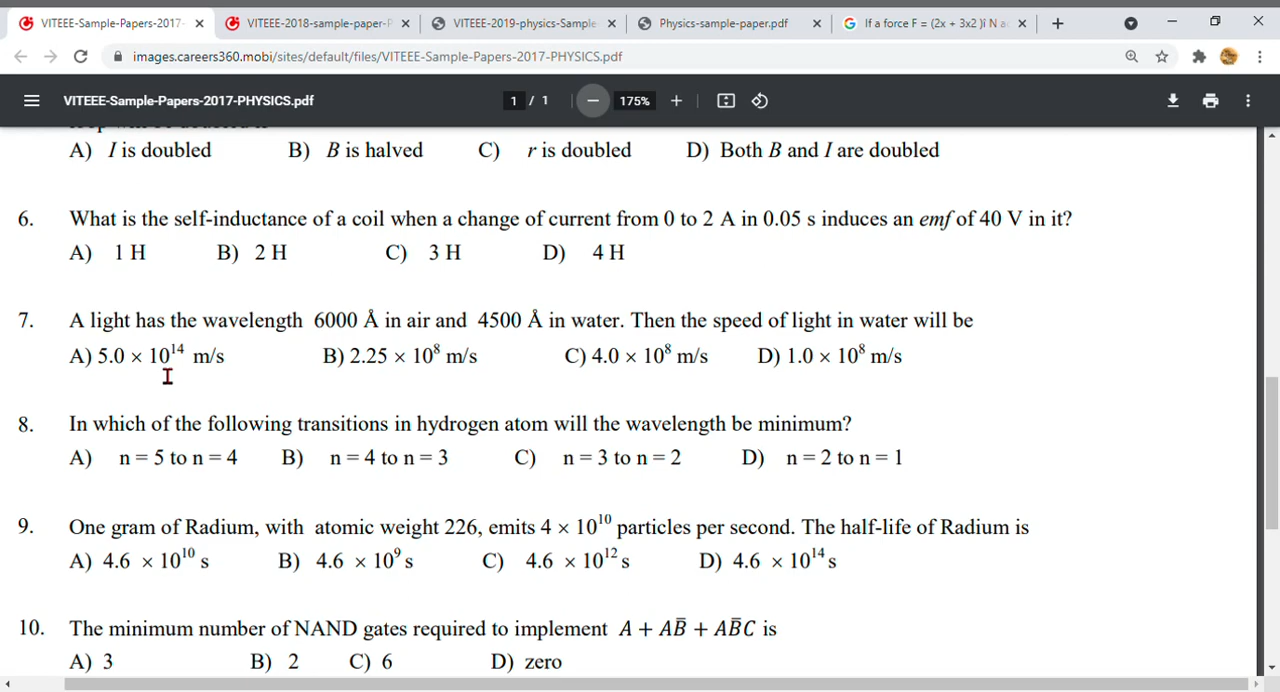 VITEEE-Sample-Papers-2017- VITEEE-2018-sample-paper-P VITEEE-2019-physics-Sample Physics-sample-paper.pdf If a force F = (2x + 3x2 )î N a
images.careers360.mobi/sites/default/files/VITEEE-Sample-Papers-2017-PHYSICS.pdf
VITEEE-Sample-Papers-2017-PHYSICS.pdf 1 / 1 175%
A) I is doubled B) B is halved C) r is doubled D) Both B and I are doubled
6. What is the self-inductance of a coil when a change of current from 0 to 2 A in 0.05 s induces an emf of 40 V in it?
A) 1 H B) 2 H C) 3 H D) 4 H
7. A light has the wavelength 6000 Å in air and 4500 Å in water. Then the speed of light in water will be
A) 5.0 × 10¹⁴ m/s B) 2.25 × 10⁸ m/s C) 4.0 × 10⁸ m/s D) 1.0 × 10⁸ m/s
8. In which of the following transitions in hydrogen atom will the wavelength be minimum?
A) n = 5 to n = 4 B) n = 4 to n = 3 C) n = 3 to n = 2 D) n = 2 to n = 1
9. One gram of Radium, with atomic weight 226, emits 4 × 10¹⁰ particles per second. The half-life of Radium is
A) 4.6 × 10¹⁰ s B) 4.6 × 10⁹ s C) 4.6 × 10¹² s D) 4.6 × 10¹⁴ s
10. The minimum number of NAND gates required to implement A + AB̄ + AB̄C is
A) 3 B) 2 C) 6 D) zero